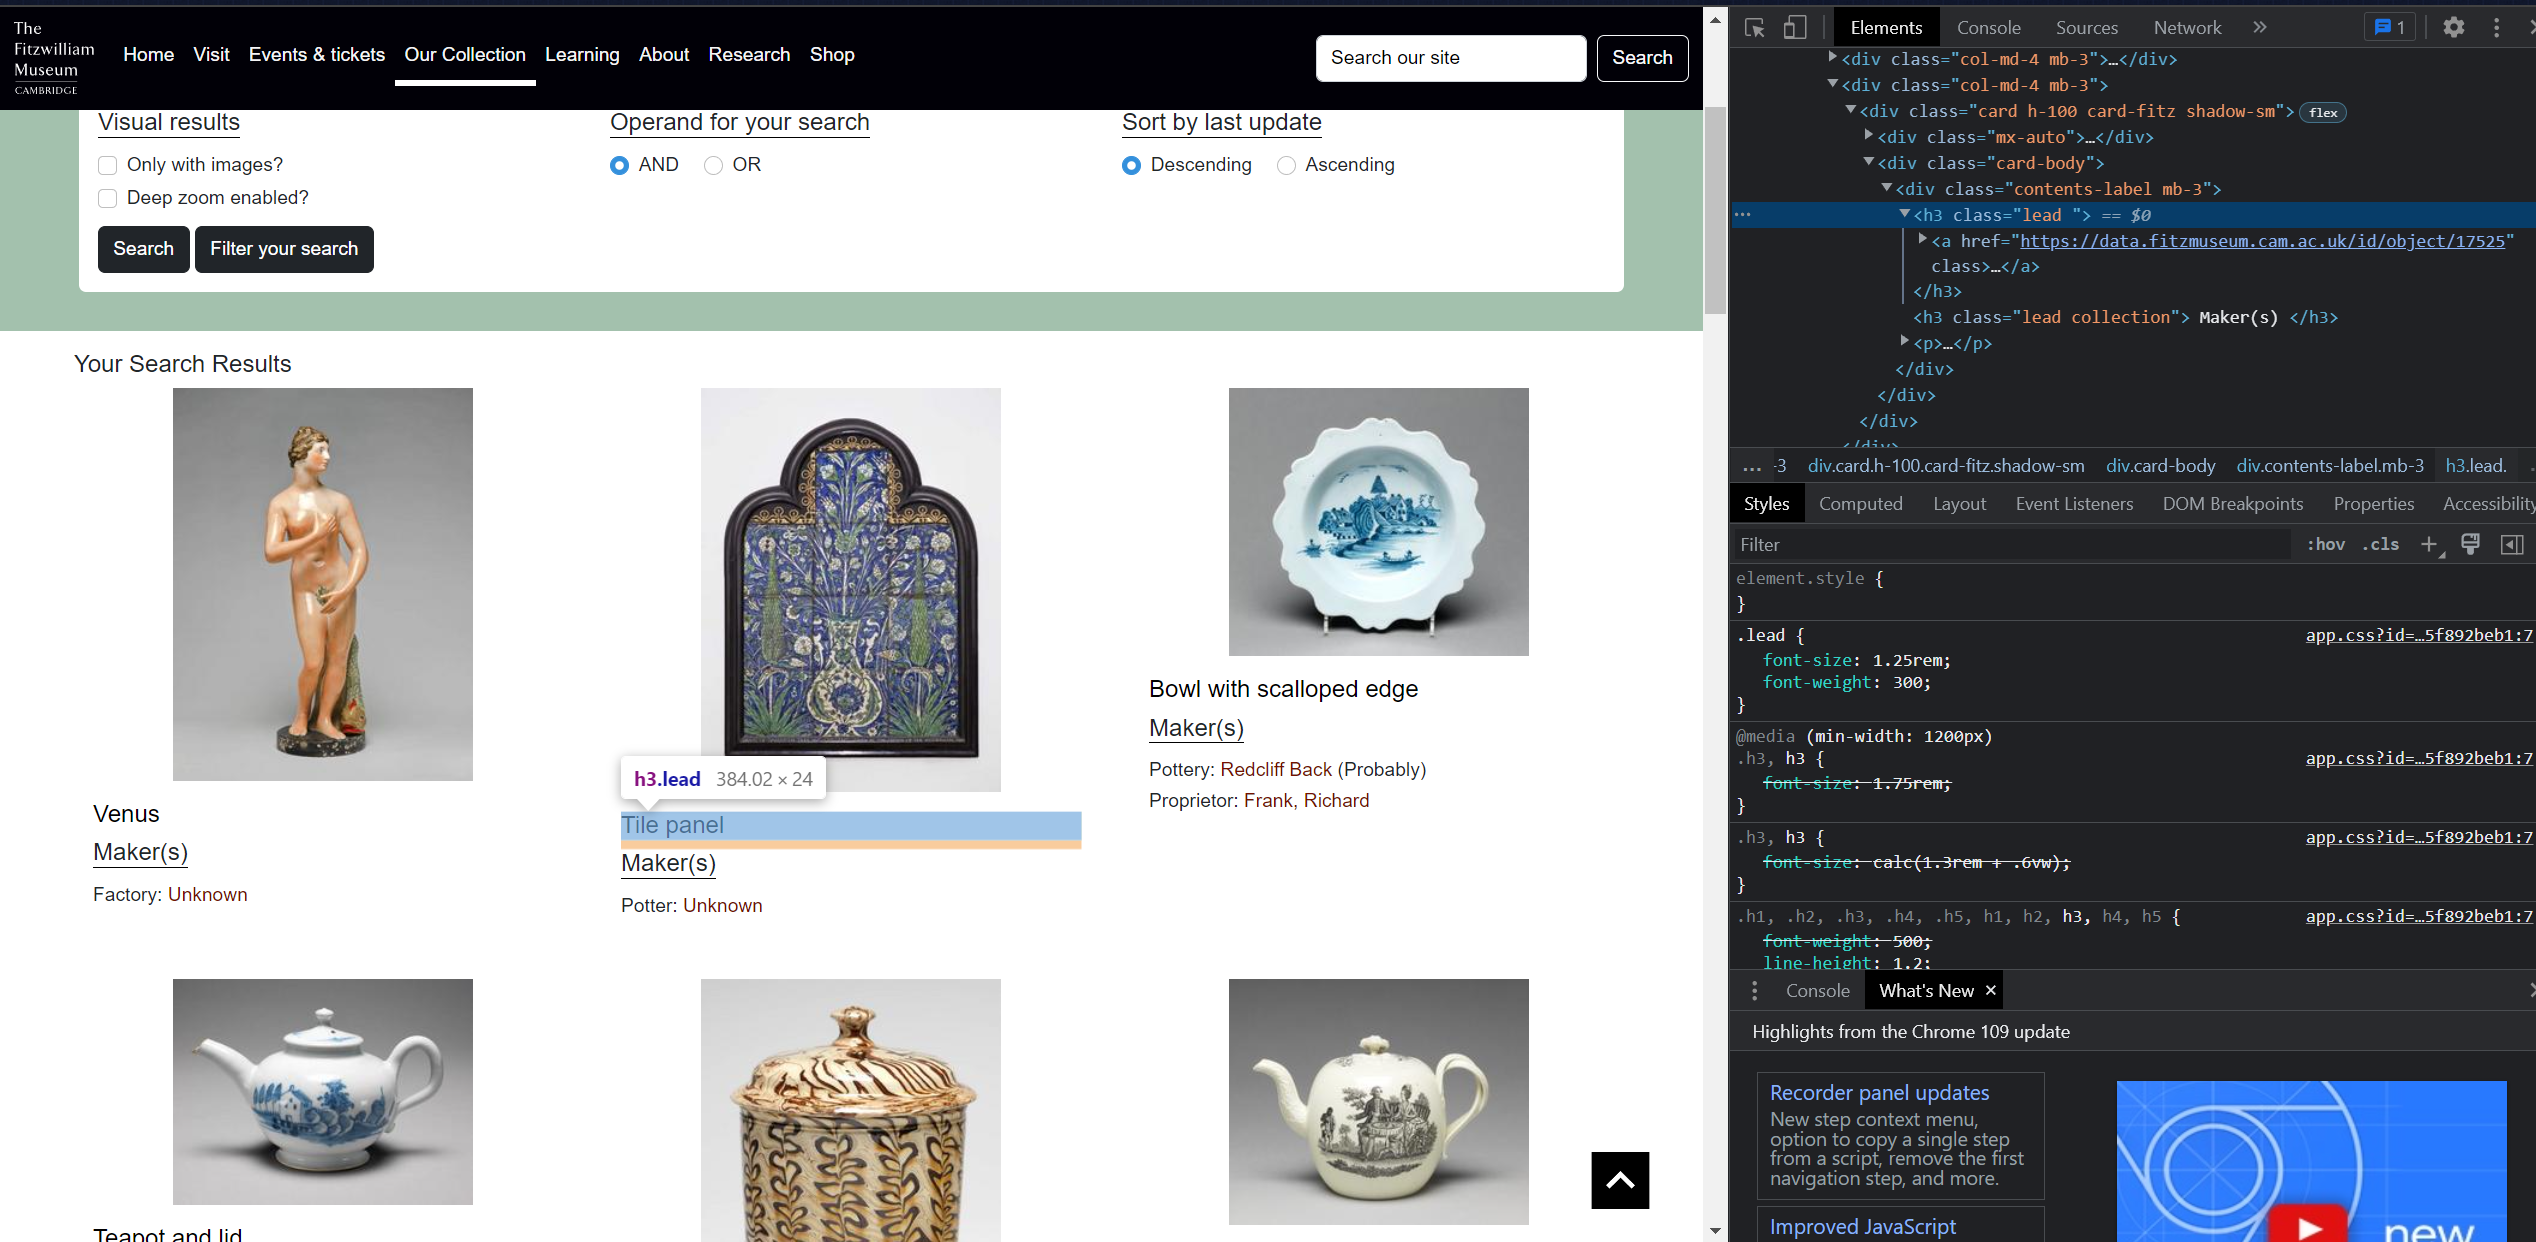 The
Fitzwilliam
Museum
CAMBRIDGE
Home Visit Events & tickets Our Collection Learning About Research Shop
Search our site Search
Visual results Operand for your search Sort by last update
Only with images? AND OR Descending Ascending
Deep zoom enabled?
Search Filter your search
Your Search Results
Bowl with scalloped edge
Maker(s)
Pottery: Redcliff Back (Probably)
Proprietor: Frank, Richard
h3.lead 384.02 × 24
Venus
Maker(s)
Factory: Unknown
Tile panel
Maker(s)
Potter: Unknown
Teapot and lid
Elements Console Sources Network » 1
<div class="col-md-4 mb-3">…</div>
<div class="col-md-4 mb-3">
<div class="card h-100 card-fitz shadow-sm"> flex
<div class="mx-auto">…</div>
<div class="card-body">
<div class="contents-label mb-3">
<h3 class="lead "> == $0
<a href="https://data.fitzmuseum.cam.ac.uk/id/object/17525"
class>…</a>
</h3>
<h3 class="lead collection"> Maker(s) </h3>
<p>…</p>
</div>
</div>
</div>
</div>
… -3 div.card.h-100.card-fitz.shadow-sm div.card-body div.contents-label.mb-3 h3.lead.
Styles Computed Layout Event Listeners DOM Breakpoints Properties Accessibility
Filter :hov .cls +
element.style {
}
.lead { app.css?id=…5f892beb1:7
font-size: 1.25rem;
font-weight: 300;
}
@media (min-width: 1200px)
.h3, h3 { app.css?id=…5f892beb1:7
font-size: 1.75rem;
}
.h3, h3 { app.css?id=…5f892beb1:7
font-size: calc(1.3rem + .6vw);
}
.h1, .h2, .h3, .h4, .h5, h1, h2, h3, h4, h5 { app.css?id=…5f892beb1:7
font-weight: 500;
line-height: 1.2;
Console What's New ×
Highlights from the Chrome 109 update
Recorder panel updates
New step context menu,
option to copy a single step
from a script, remove the first
navigation step, and more.
Improved JavaScript
new